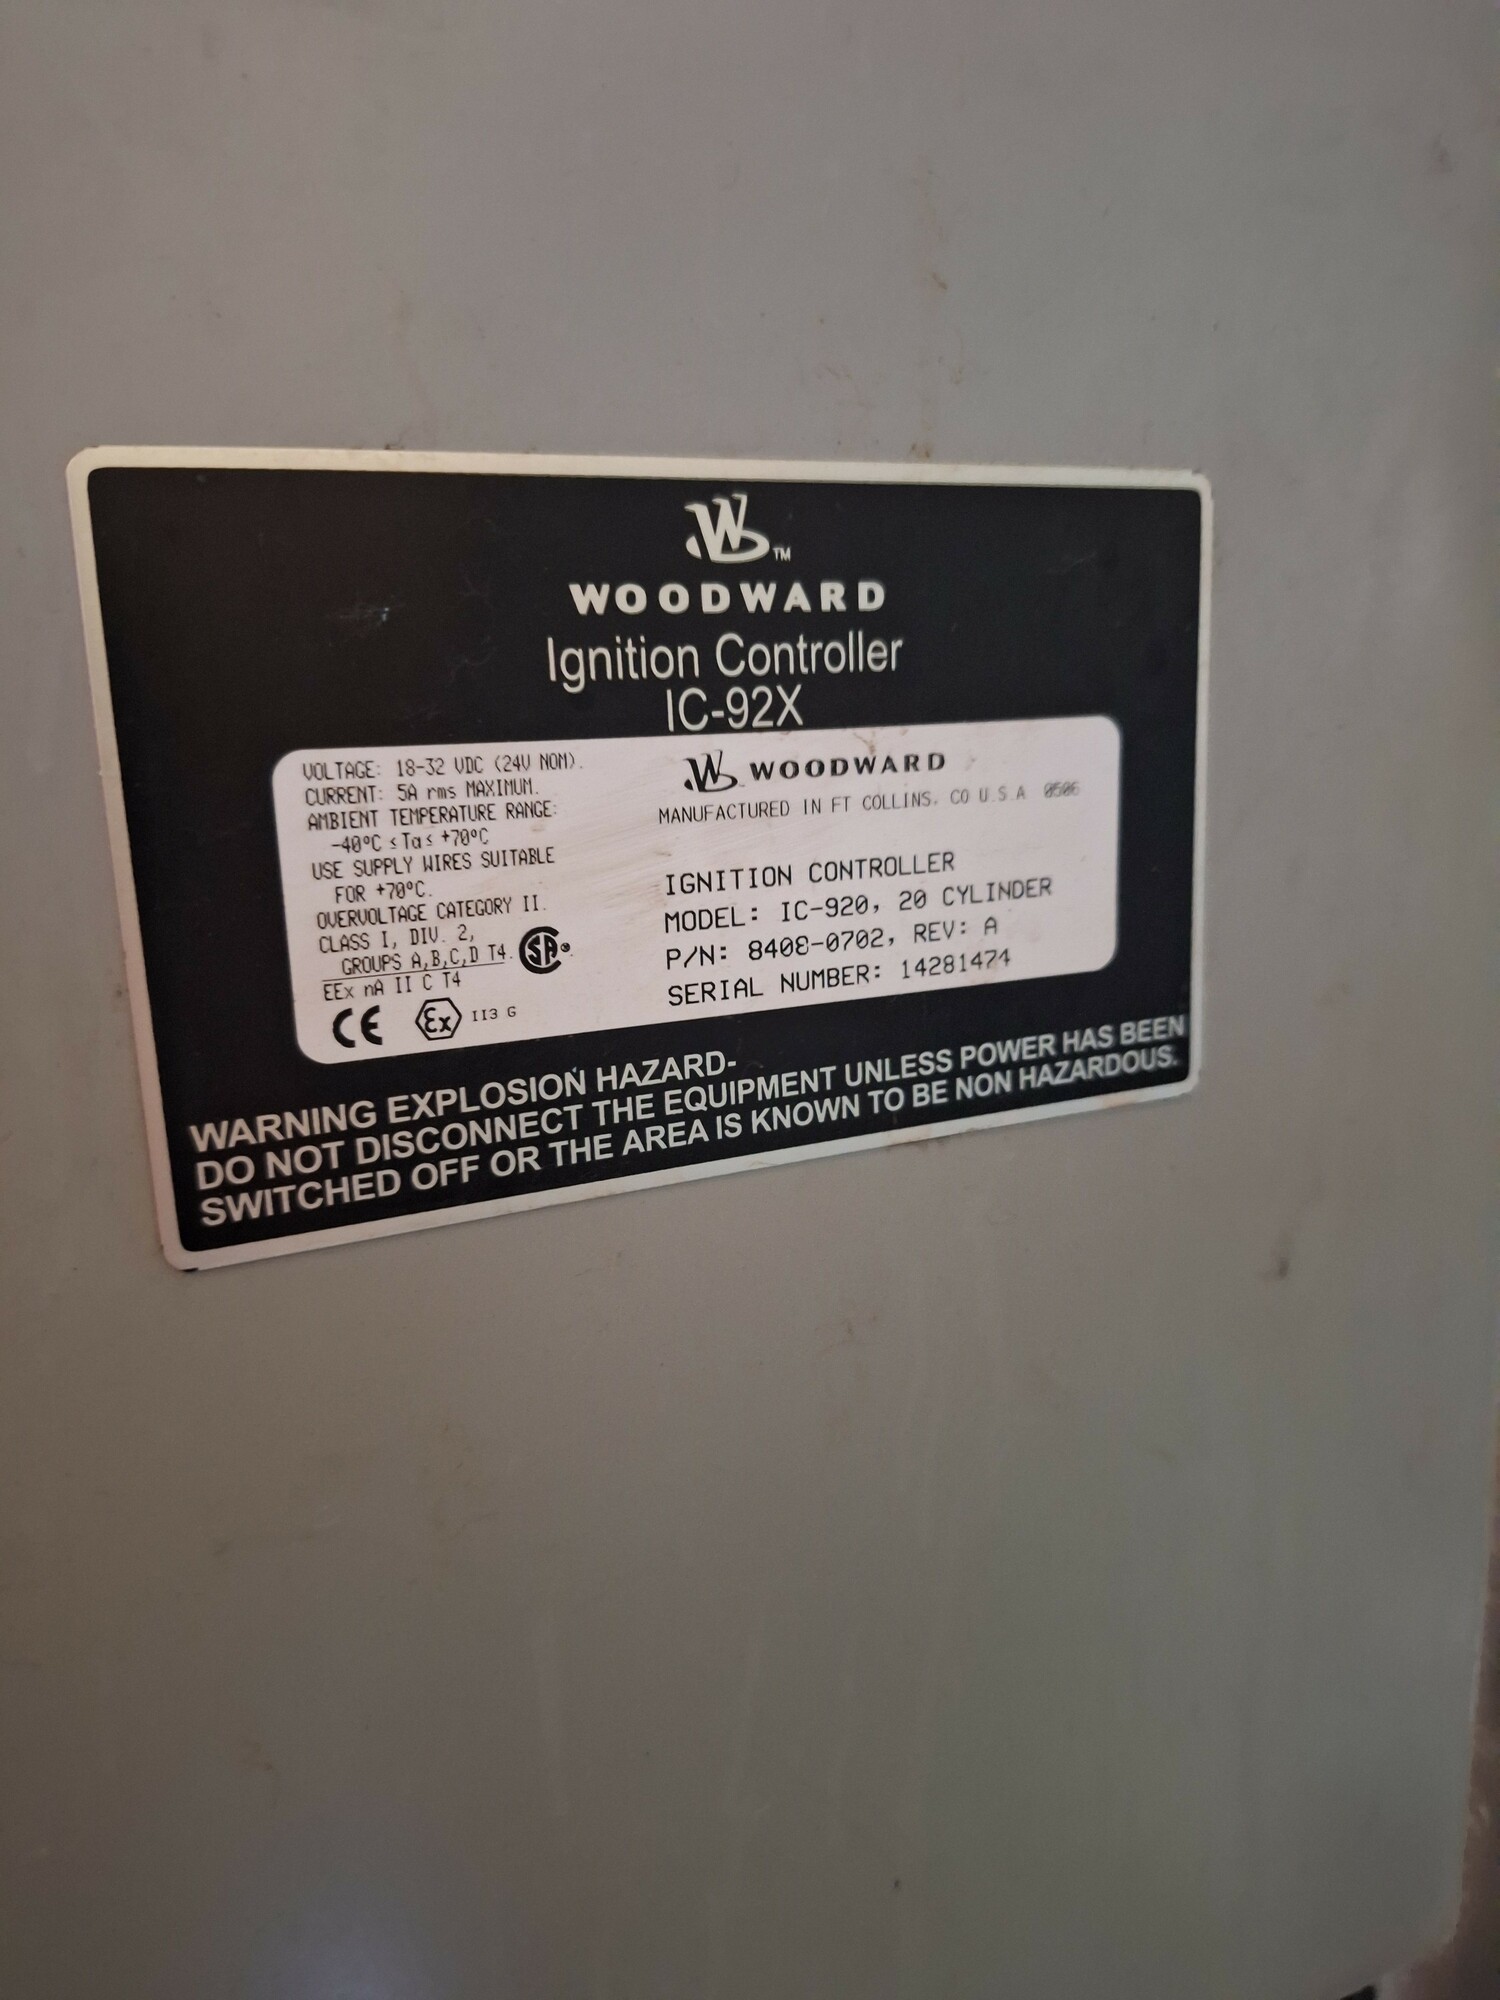 W TM
WOODWARD
Ignition Controller
IC-92X
VOLTAGE: 18-32 VDC (24V NOM).
CURRENT: 5A rms MAXIMUM.
AMBIENT TEMPERATURE RANGE:
-40°C ≤Ta≤ +70°C
USE SUPPLY WIRES SUITABLE
FOR +70°C.
OVERVOLTAGE CATEGORY II.
CLASS I, DIV. 2,
GROUPS A,B,C,D T4.
SA®
EEx nA II C T4
CE Ex II3 G
W WOODWARD
MANUFACTURED IN FT COLLINS, CO U.S.A 0506
IGNITION CONTROLLER
MODEL: IC-920, 20 CYLINDER
P/N: 8408-0702, REV: A
SERIAL NUMBER: 14281474
WARNING EXPLOSION HAZARD-
DO NOT DISCONNECT THE EQUIPMENT UNLESS POWER HAS BEEN
SWITCHED OFF OR THE AREA IS KNOWN TO BE NON HAZARDOUS.